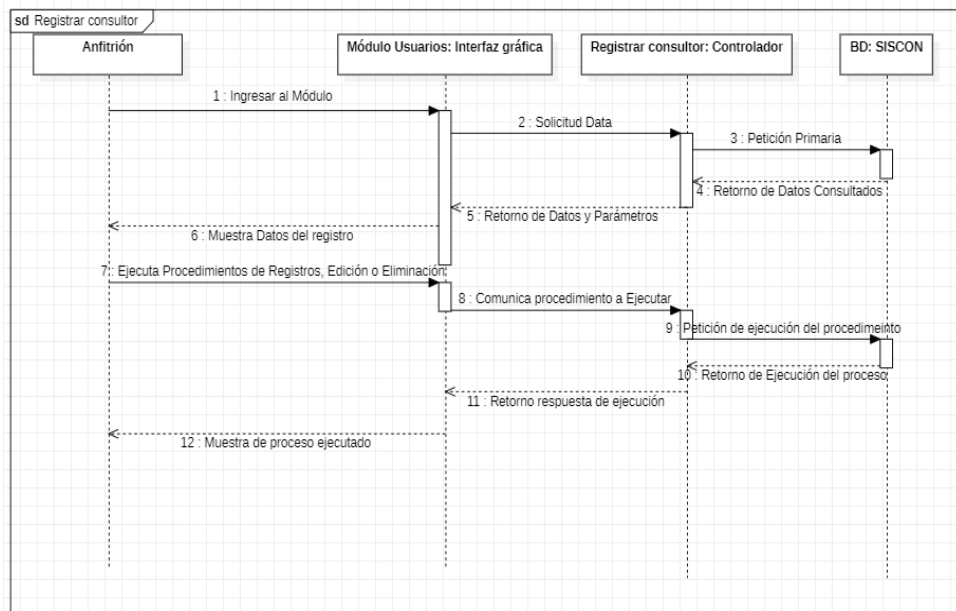 sd Registrar consultor
Anfitrión
Módulo Usuarios: Interfaz gráfica
Registrar consultor: Controlador
BD: SISCON
1 : Ingresar al Módulo
2 : Solicitud Data
3 : Petición Primaria
4 : Retorno de Datos Consultados
5 : Retorno de Datos y Parámetros
6 : Muestra Datos del registro
7 : Ejecuta Procedimientos de Registros, Edición o Eliminación
8 : Comunica procedimiento a Ejecutar
9 : Petición de ejecución del procedimeinto
10 : Retorno de Ejecución del proceso
11 : Retorno respuesta de ejecución
12 : Muestra de proceso ejecutado